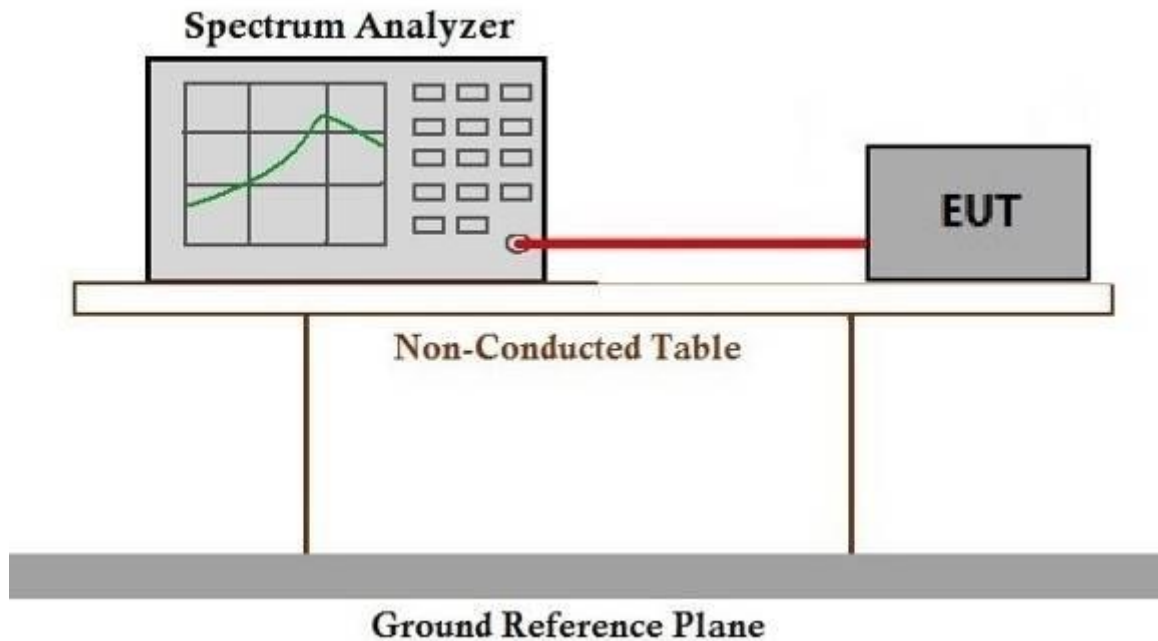 Spectrum Analyzer
EUT
Non-Conducted Table
Ground Reference Plane